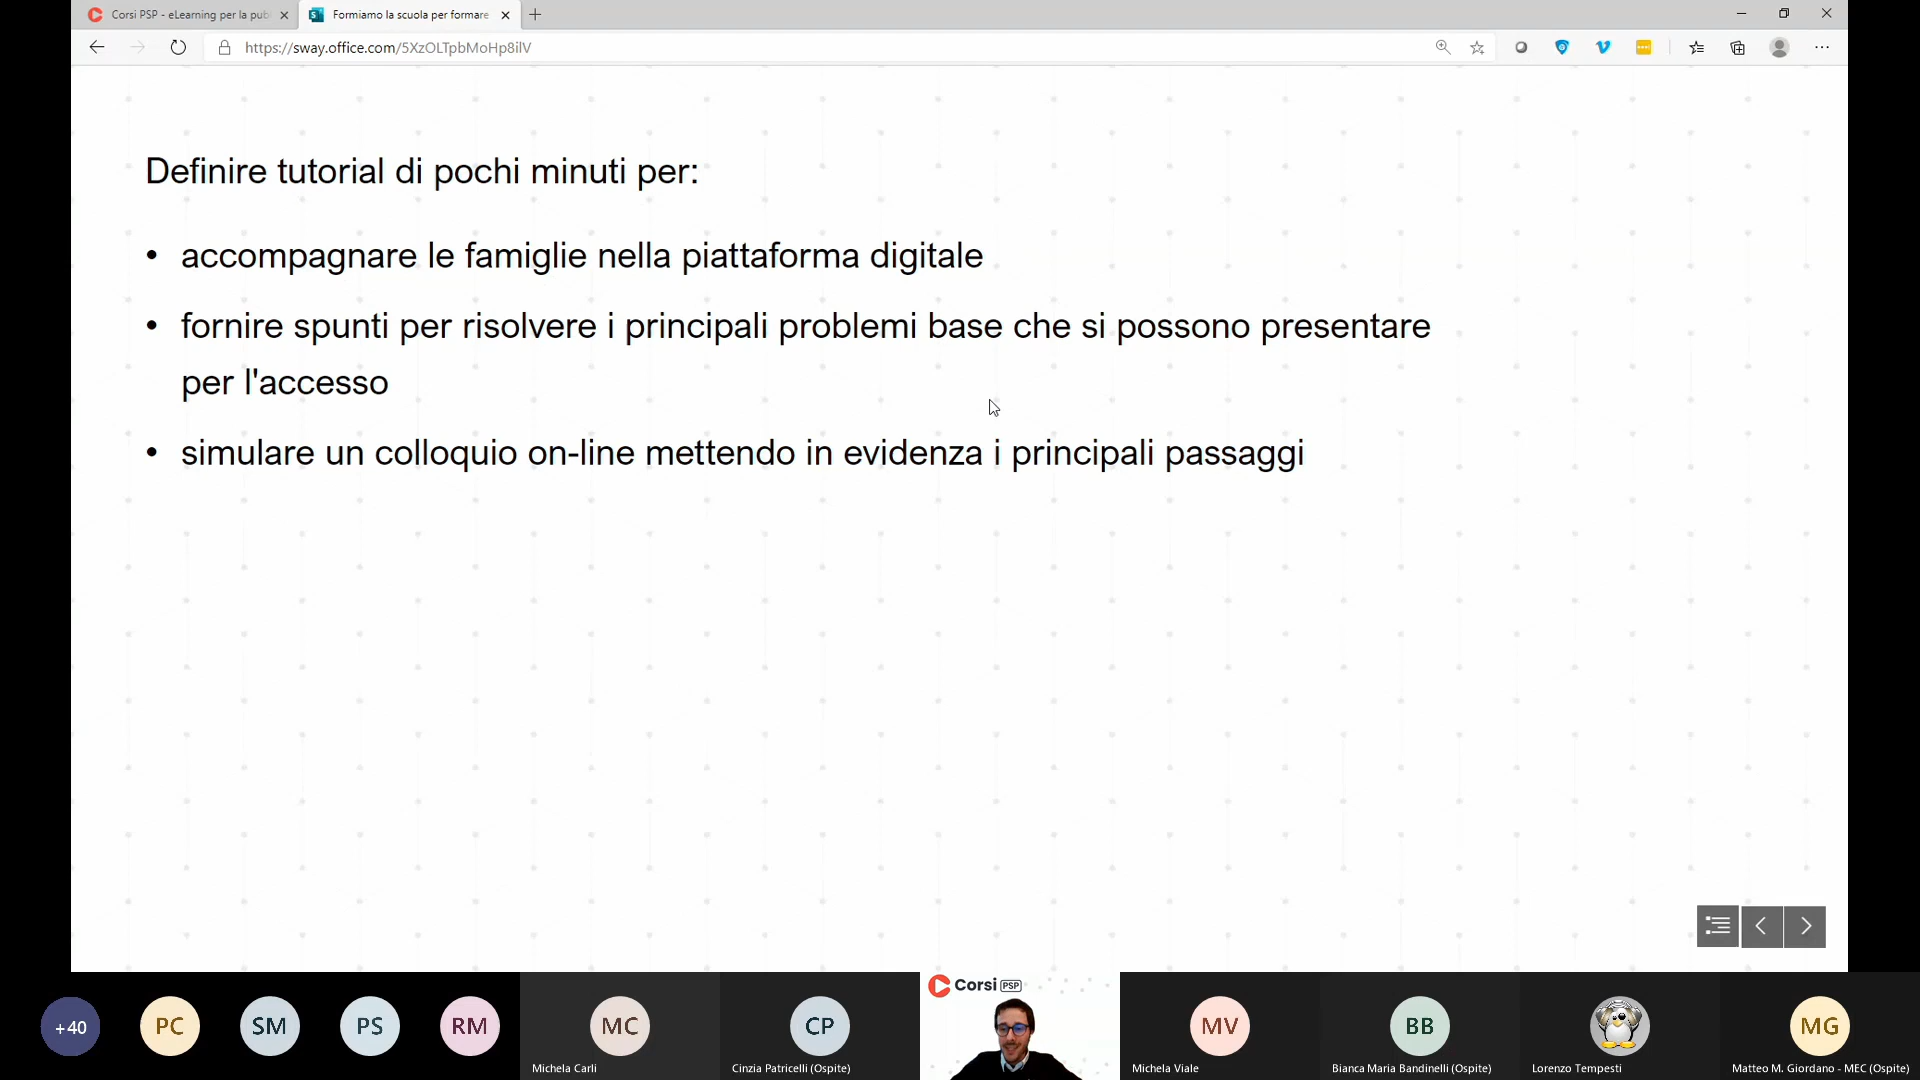 Corsi PSP - eLearning per la pub
Formiamo la scuola per formare
https://sway.office.com/5XzOLTpbMoHp8ilV
Definire tutorial di pochi minuti per:
• accompagnare le famiglie nella piattaforma digitale
• fornire spunti per risolvere i principali problemi base che si possono presentare
per l'accesso
• simulare un colloquio on-line mettendo in evidenza i principali passaggi
Corsi PSP
+40
PC
SM
PS
RM
MC
CP
MV
BB
MG
Michela Carli
Cinzia Patricelli (Ospite)
Michela Viale
Bianca Maria Bandinelli (Ospite)
Lorenzo Tempesti
Matteo M. Giordano - MEC (Ospite)